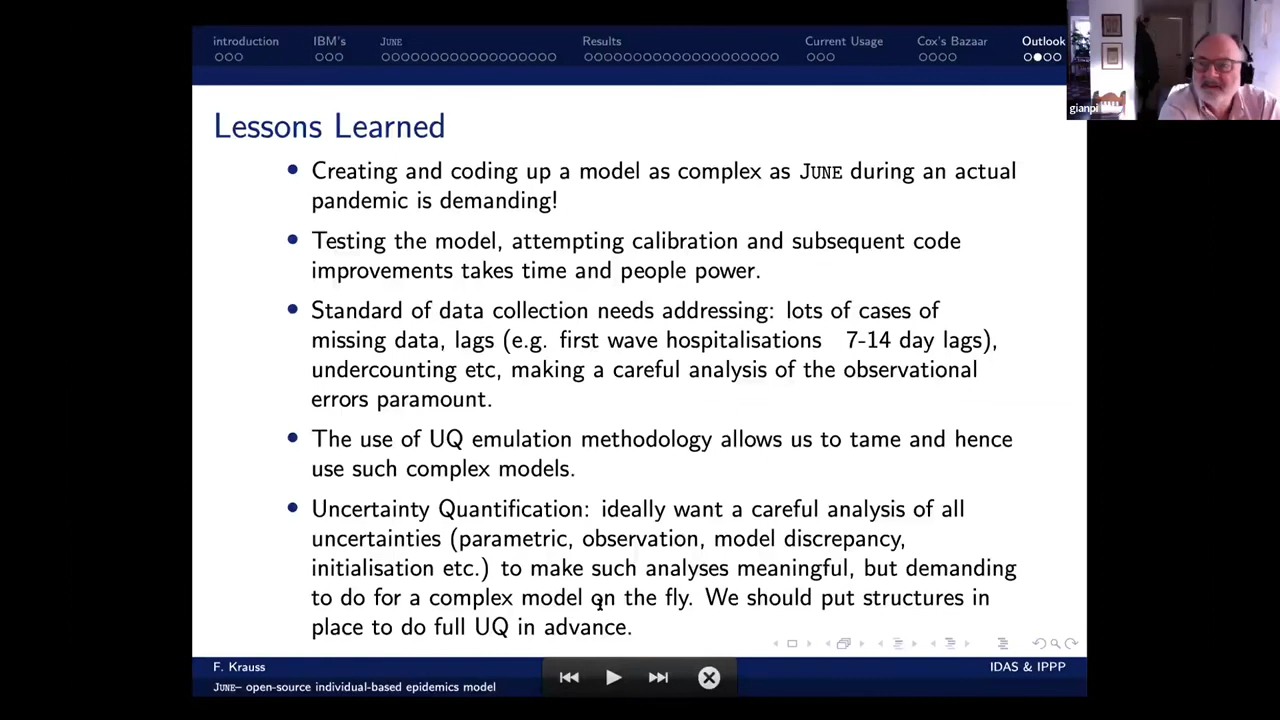 introduction IBM's JUNE Results Current Usage Cox's Bazaar Outlook
gianpi
Lessons Learned
• Creating and coding up a model as complex as JUNE during an actual
pandemic is demanding!
• Testing the model, attempting calibration and subsequent code
improvements takes time and people power.
• Standard of data collection needs addressing: lots of cases of
missing data, lags (e.g. first wave hospitalisations 7-14 day lags),
undercounting etc, making a careful analysis of the observational
errors paramount.
• The use of UQ emulation methodology allows us to tame and hence
use such complex models.
• Uncertainty Quantification: ideally want a careful analysis of all
uncertainties (parametric, observation, model discrepancy,
initialisation etc.) to make such analyses meaningful, but demanding
to do for a complex model on the fly. We should put structures in
place to do full UQ in advance.
F. Krauss IDAS & IPPP
JUNE– open-source individual-based epidemics model